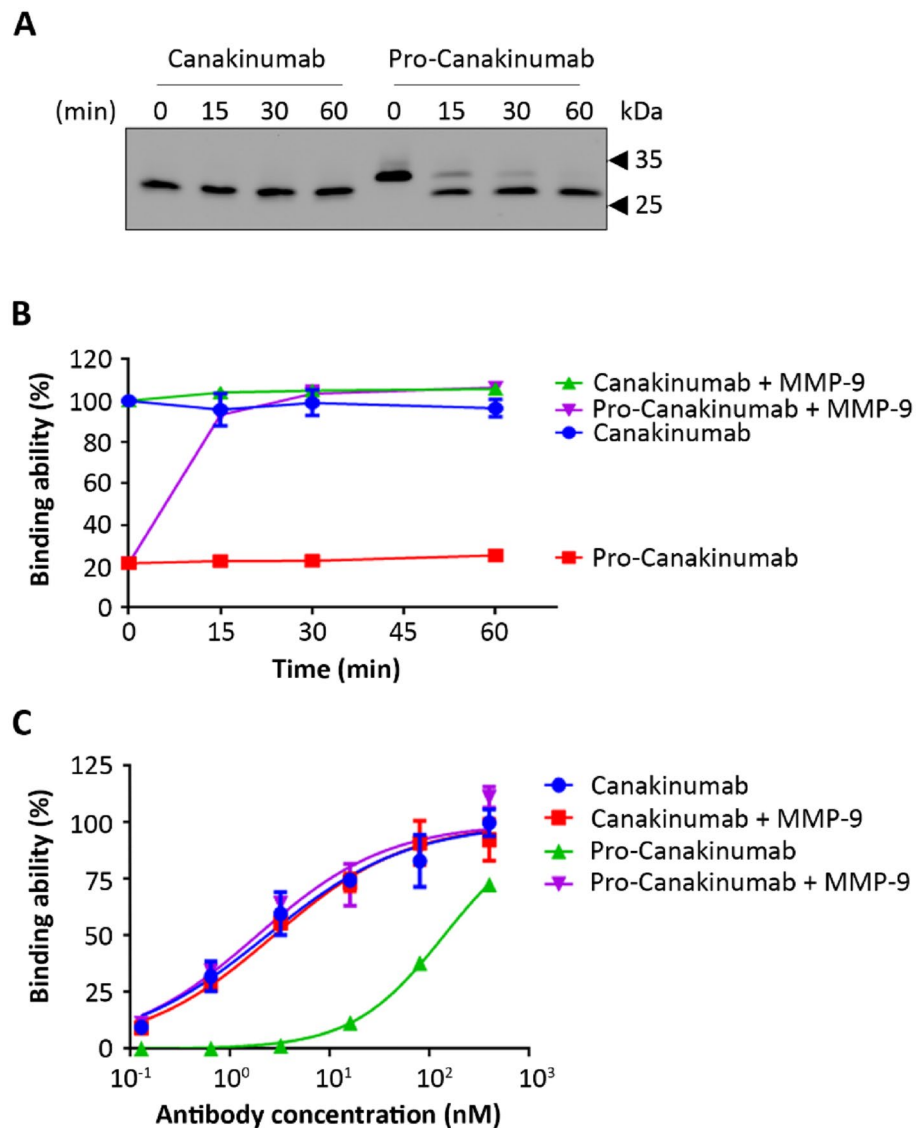 A
Canakinumab Pro-Canakinumab
(min) 0 15 30 60 0 15 30 60 kDa
35
25
B
Binding ability (%)
120
100
80
60
40
20
0
0 15 30 45 60
Time (min)
Canakinumab + MMP-9
Pro-Canakinumab + MMP-9
Canakinumab
Pro-Canakinumab
C
Binding ability (%)
125
100
75
50
25
0
10⁻¹ 10⁰ 10¹ 10² 10³
Antibody concentration (nM)
Canakinumab
Canakinumab + MMP-9
Pro-Canakinumab
Pro-Canakinumab + MMP-9